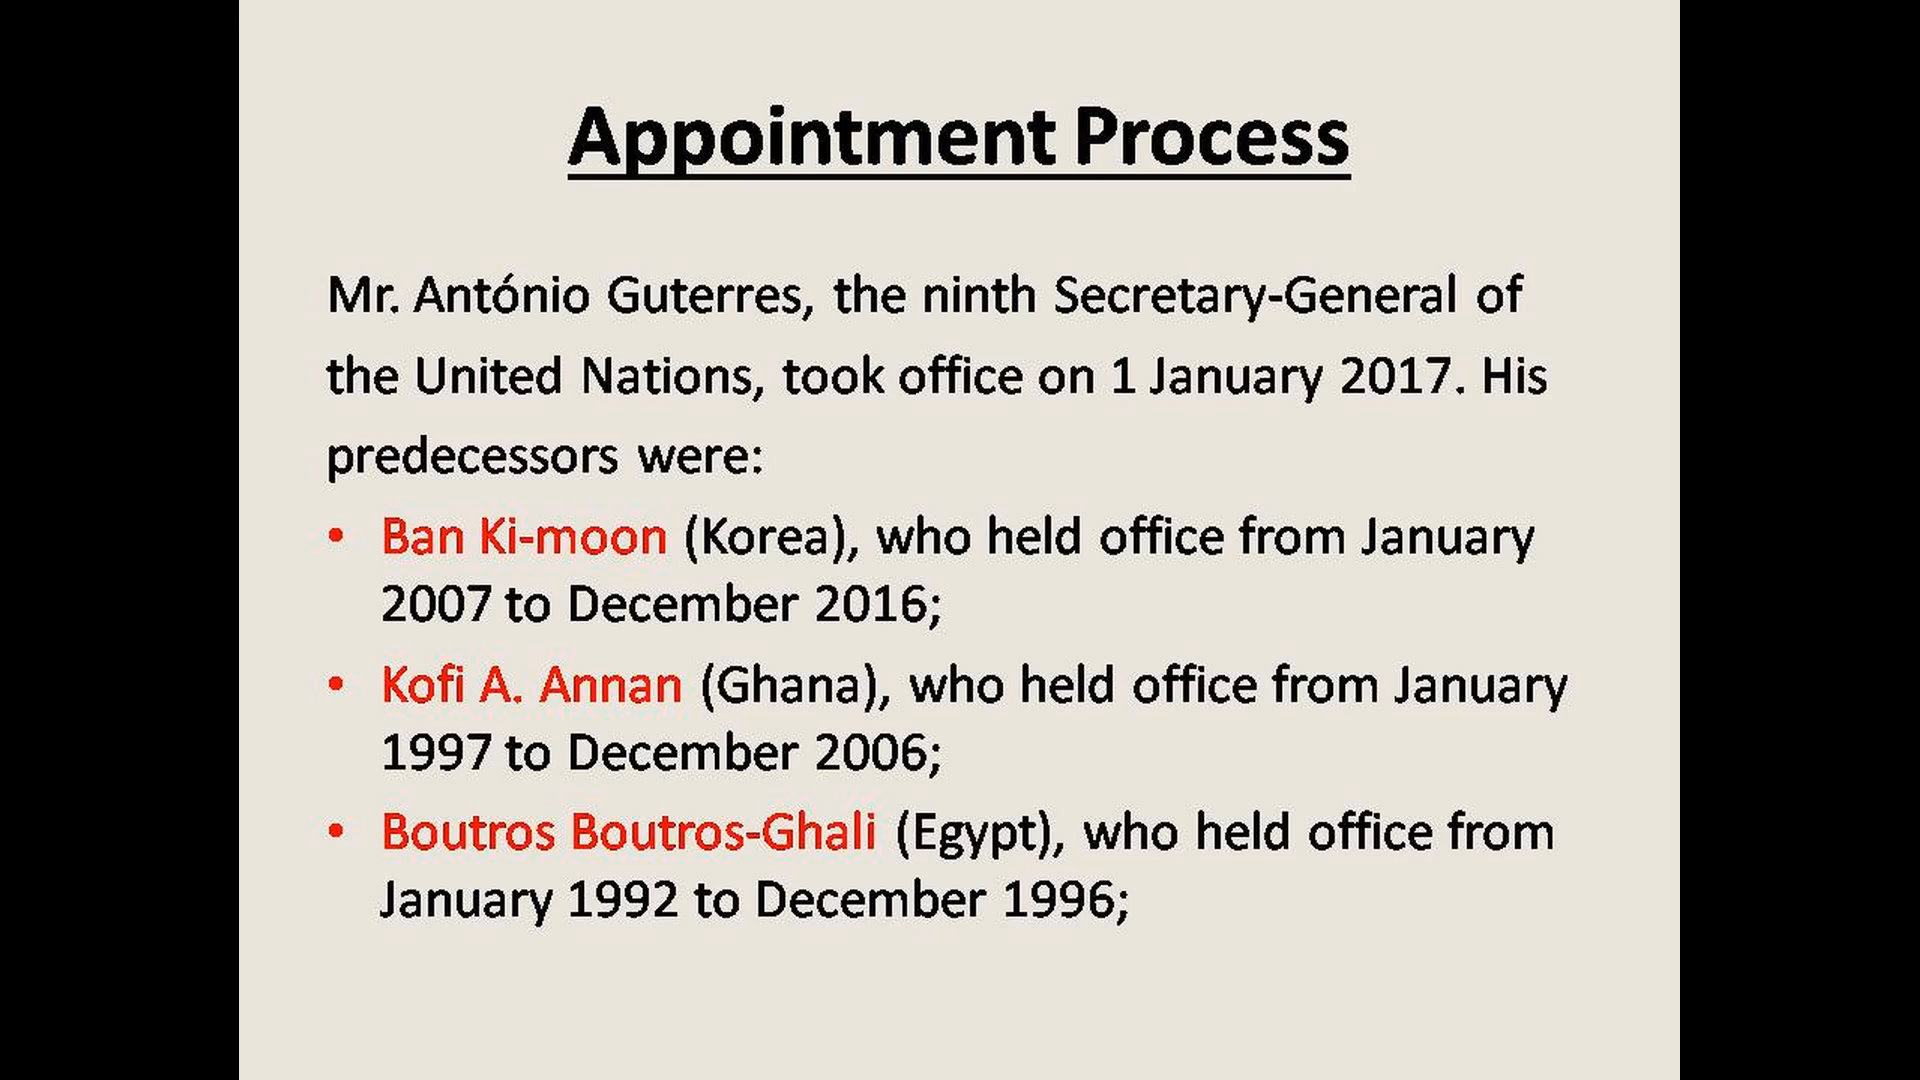 Appointment Process
Mr. António Guterres, the ninth Secretary-General of
the United Nations, took office on 1 January 2017. His
predecessors were:
• Ban Ki-moon (Korea), who held office from January
2007 to December 2016;
• Kofi A. Annan (Ghana), who held office from January
1997 to December 2006;
• Boutros Boutros-Ghali (Egypt), who held office from
January 1992 to December 1996;